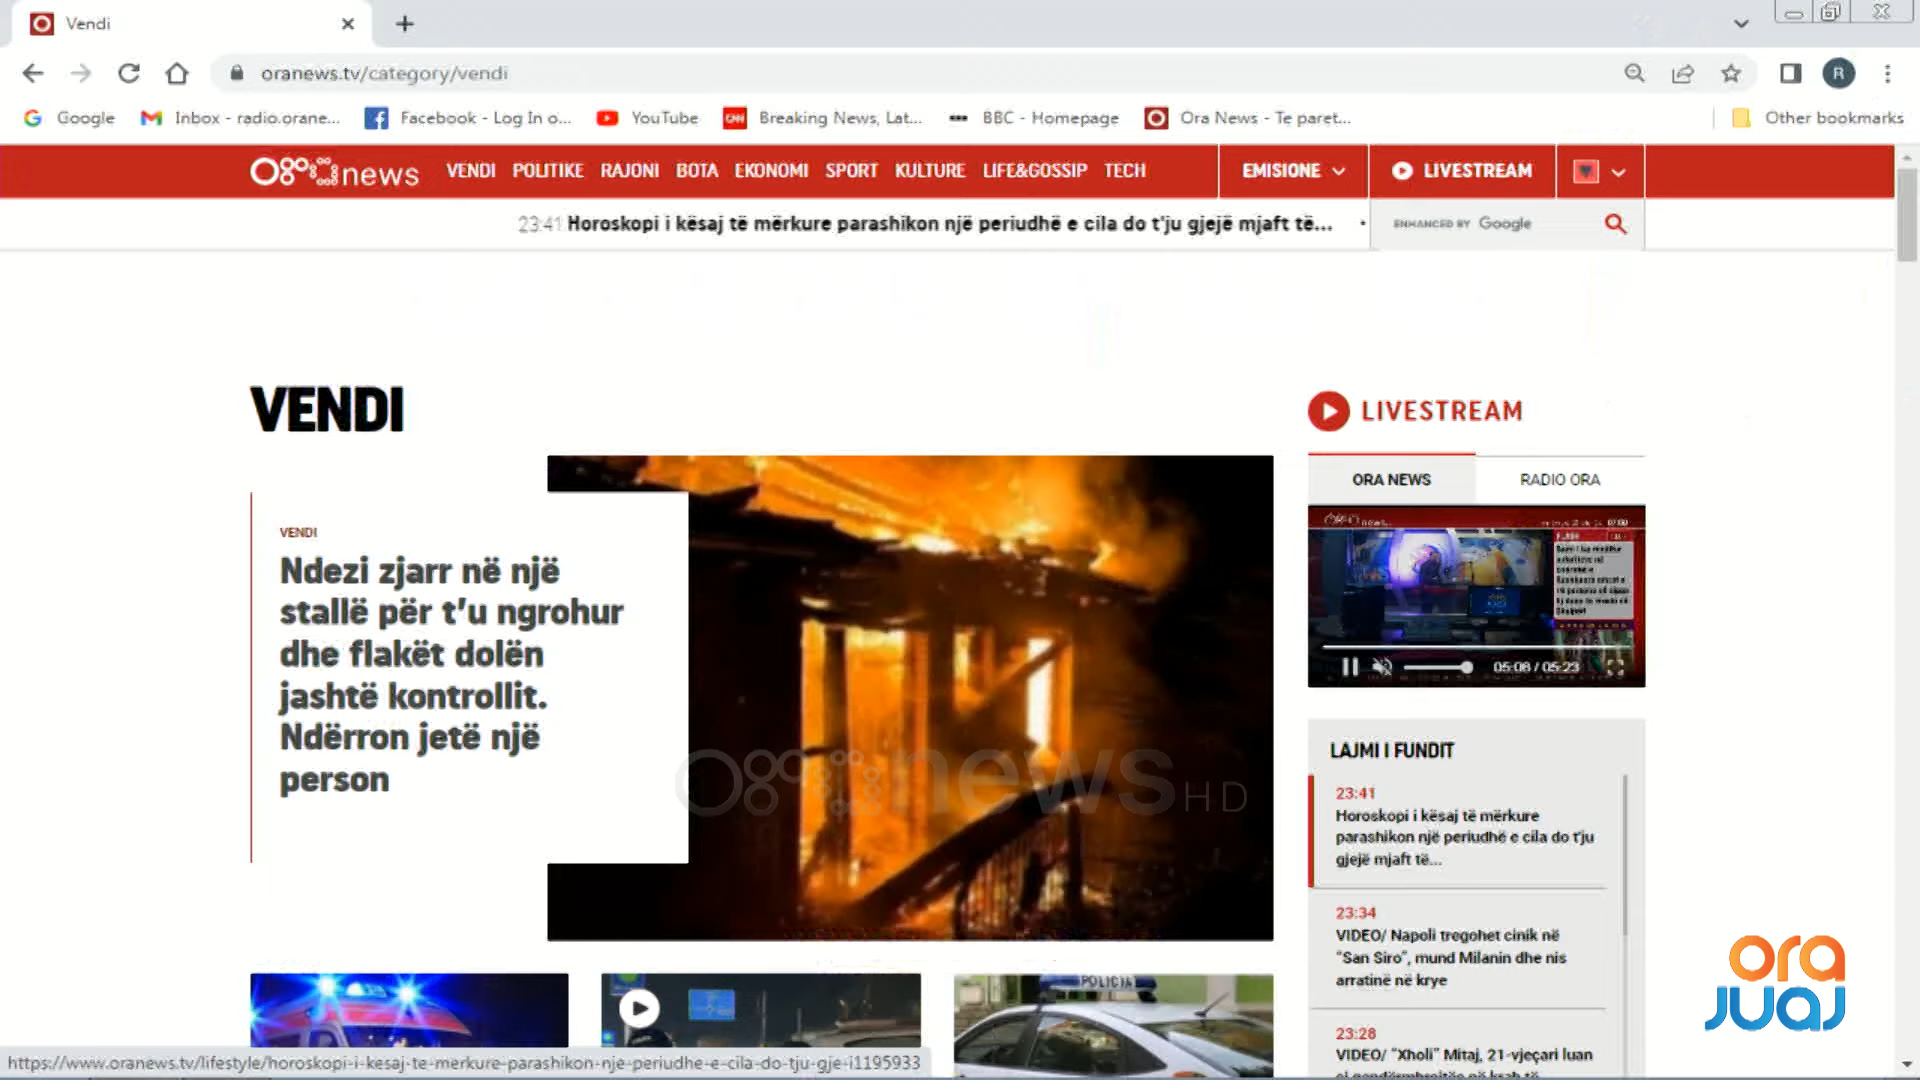 Vendi
oranews.tv/category/vendi
R
Google
Inbox - radio.orane...
Facebook - Log In o...
YouTube
Breaking News, Lat...
BBC - Homepage
Ora News - Te paret...
Other bookmarks
news
VENDI POLITIKE RAJONI BOTA EKONOMI SPORT KULTURE LIFE&GOSSIP TECH
EMISIONE
LIVESTREAM
23:41 Horoskopi i kësaj të mërkure parashikon një periudhë e cila do t'ju gjejë mjaft të...
ENHANCED BY Google
VENDI
VENDI
Ndezi zjarr në një
stallë për t’u ngrohur
dhe flakët dolën
jashtë kontrollit.
Ndërron jetë një
person
news HD
POLICIA
LIVESTREAM
ORA NEWS
RADIO ORA
05:08 / 05:23
LAJMI I FUNDIT
23:41
Horoskopi i kësaj të mërkure
parashikon një periudhë e cila do t'ju
gjejë mjaft të...
23:34
VIDEO/ Napoli tregohet cinik në
“San Siro”, mund Milanin dhe nis
arratinë në krye
23:28
VIDEO/ “Xholi” Mitaj, 21-vjeçari luan
ora
juaj
https://www.oranews.tv/lifestyle/horoskopi-i-kesaj-te-merkure-parashikon-nje-periudhe-e-cila-do-tju-gje-i1195933